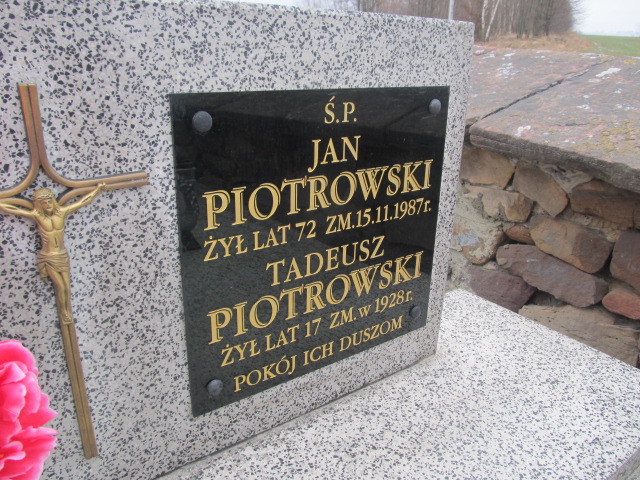 Ś.P.
JAN
PIOTROWSKI
ŻYŁ LAT 72 ZM.15.11.1987r.
TADEUSZ
PIOTROWSKI
ŻYŁ LAT 17 ZM. w 1928r.
POKÓJ ICH DUSZOM